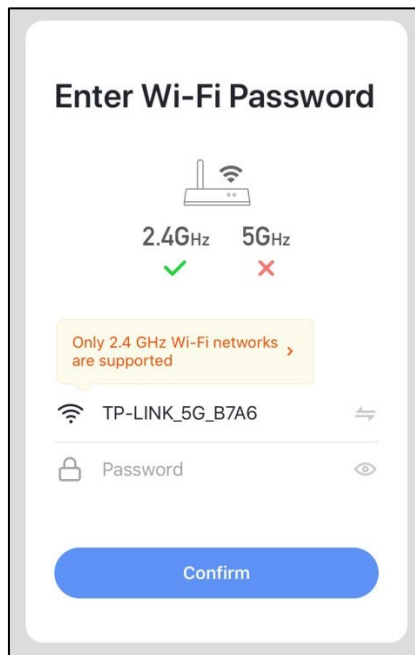 Enter Wi-Fi Password
2.4GHz 5GHz
Only 2.4 GHz Wi-Fi networks
are supported
TP-LINK_5G_B7A6
Password
Confirm